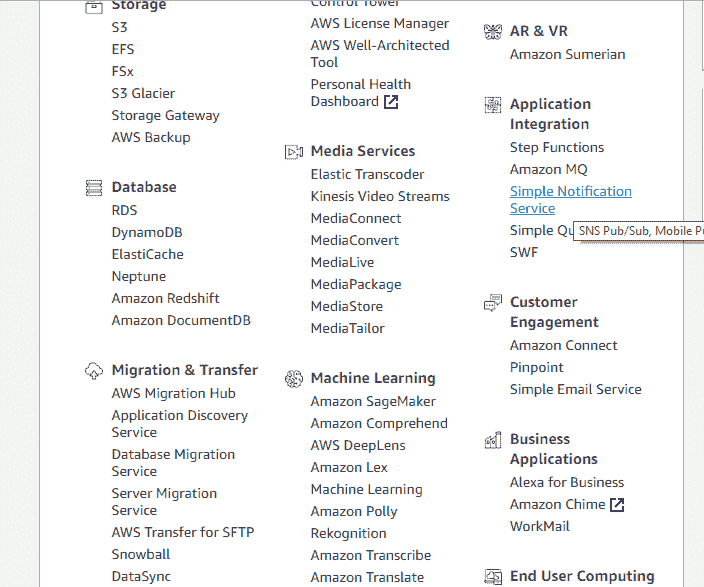 Storage
S3
EFS
FSx
S3 Glacier
Storage Gateway
AWS Backup
Database
RDS
DynamoDB
ElastiCache
Neptune
Amazon Redshift
Amazon DocumentDB
Migration & Transfer
AWS Migration Hub
Application Discovery
Service
Database Migration
Service
Server Migration
Service
AWS Transfer for SFTP
Snowball
DataSync
Control Tower
AWS License Manager
AWS Well-Architected
Tool
Personal Health
Dashboard
Media Services
Elastic Transcoder
Kinesis Video Streams
MediaConnect
MediaConvert
MediaLive
MediaPackage
MediaStore
MediaTailor
Machine Learning
Amazon SageMaker
Amazon Comprehend
AWS DeepLens
Amazon Lex
Machine Learning
Amazon Polly
Rekognition
Amazon Transcribe
Amazon Translate
AR & VR
Amazon Sumerian
Application
Integration
Step Functions
Amazon MQ
Simple Notification
Service
Simple Qu
SNS Pub/Sub, Mobile Pu
SWF
Customer
Engagement
Amazon Connect
Pinpoint
Simple Email Service
Business
Applications
Alexa for Business
Amazon Chime
WorkMail
End User Computing